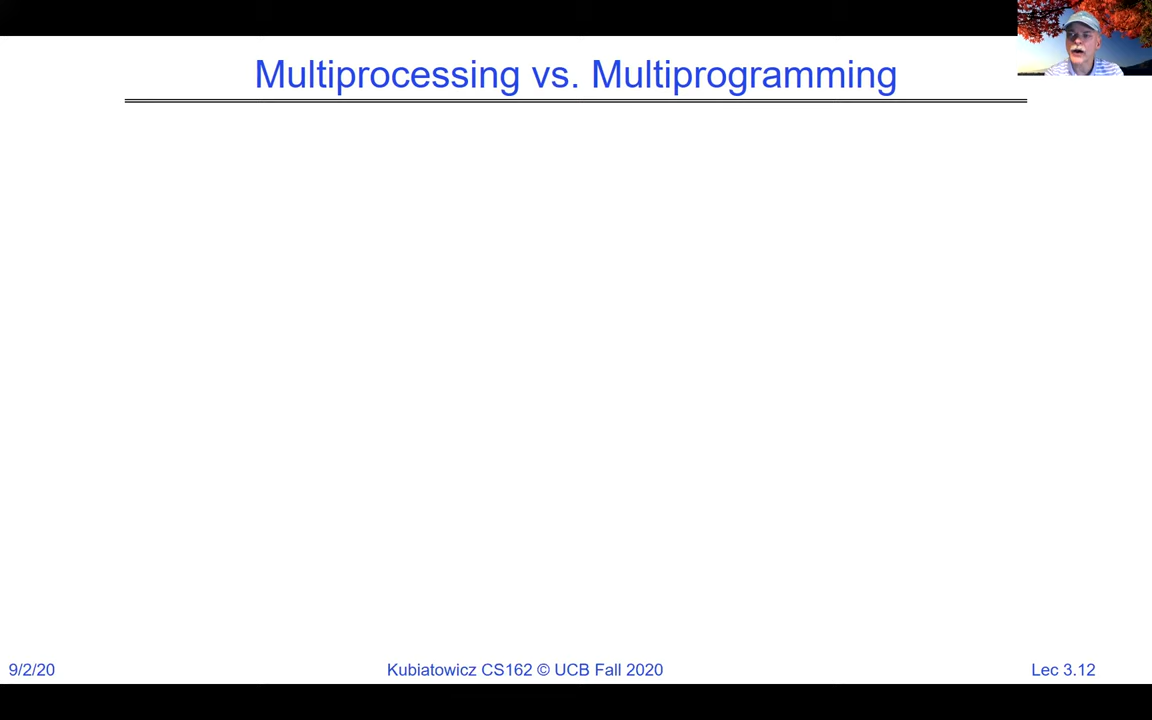 Multiprocessing vs. Multiprogramming
9/2/20
Kubiatowicz CS162 © UCB Fall 2020
Lec 3.12